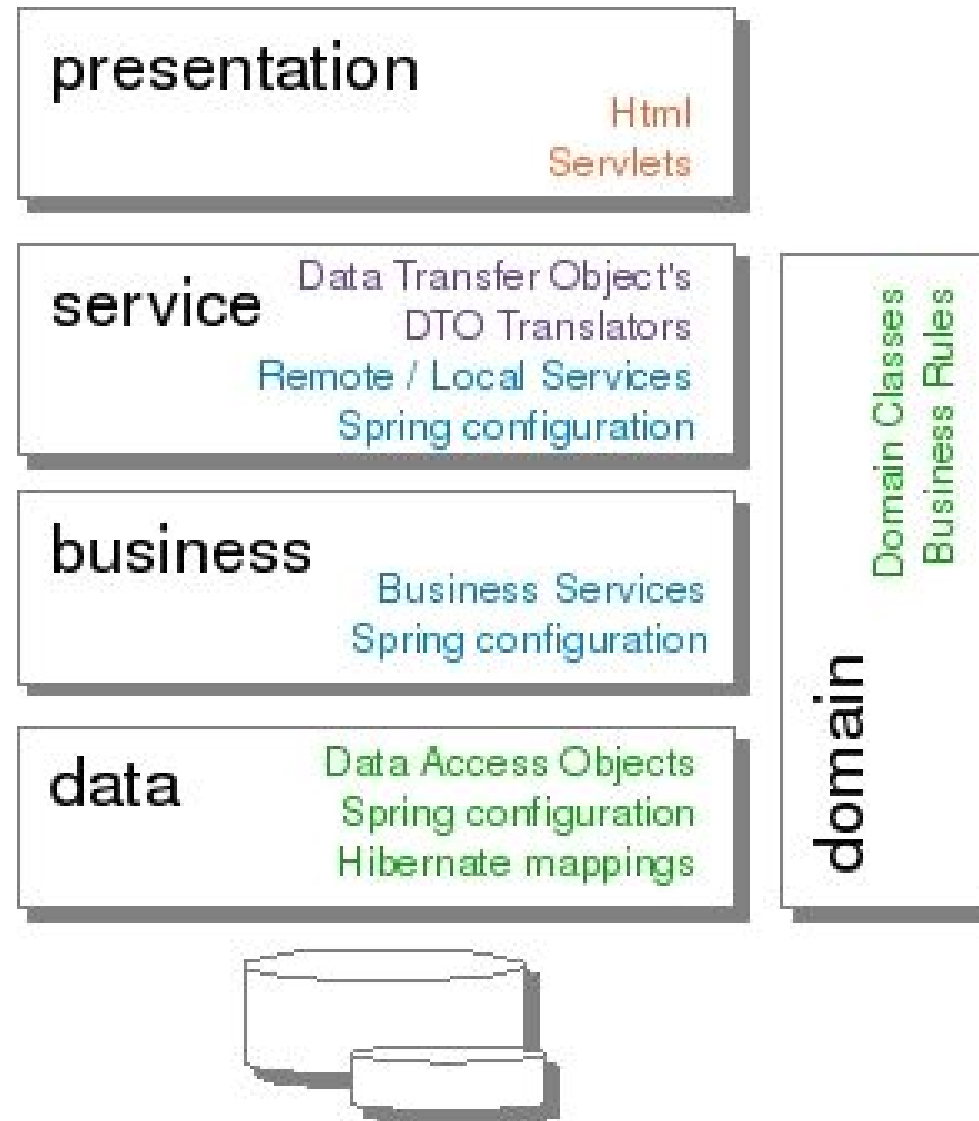 presentation
Html
Servlets
service
Data Transfer Object's
DTO Translators
Remote / Local Services
Spring configuration
business
Business Services
Spring configuration
data
Data Access Objects
Spring configuration
Hibernate mappings
domain
Domain Classes
Business Rules